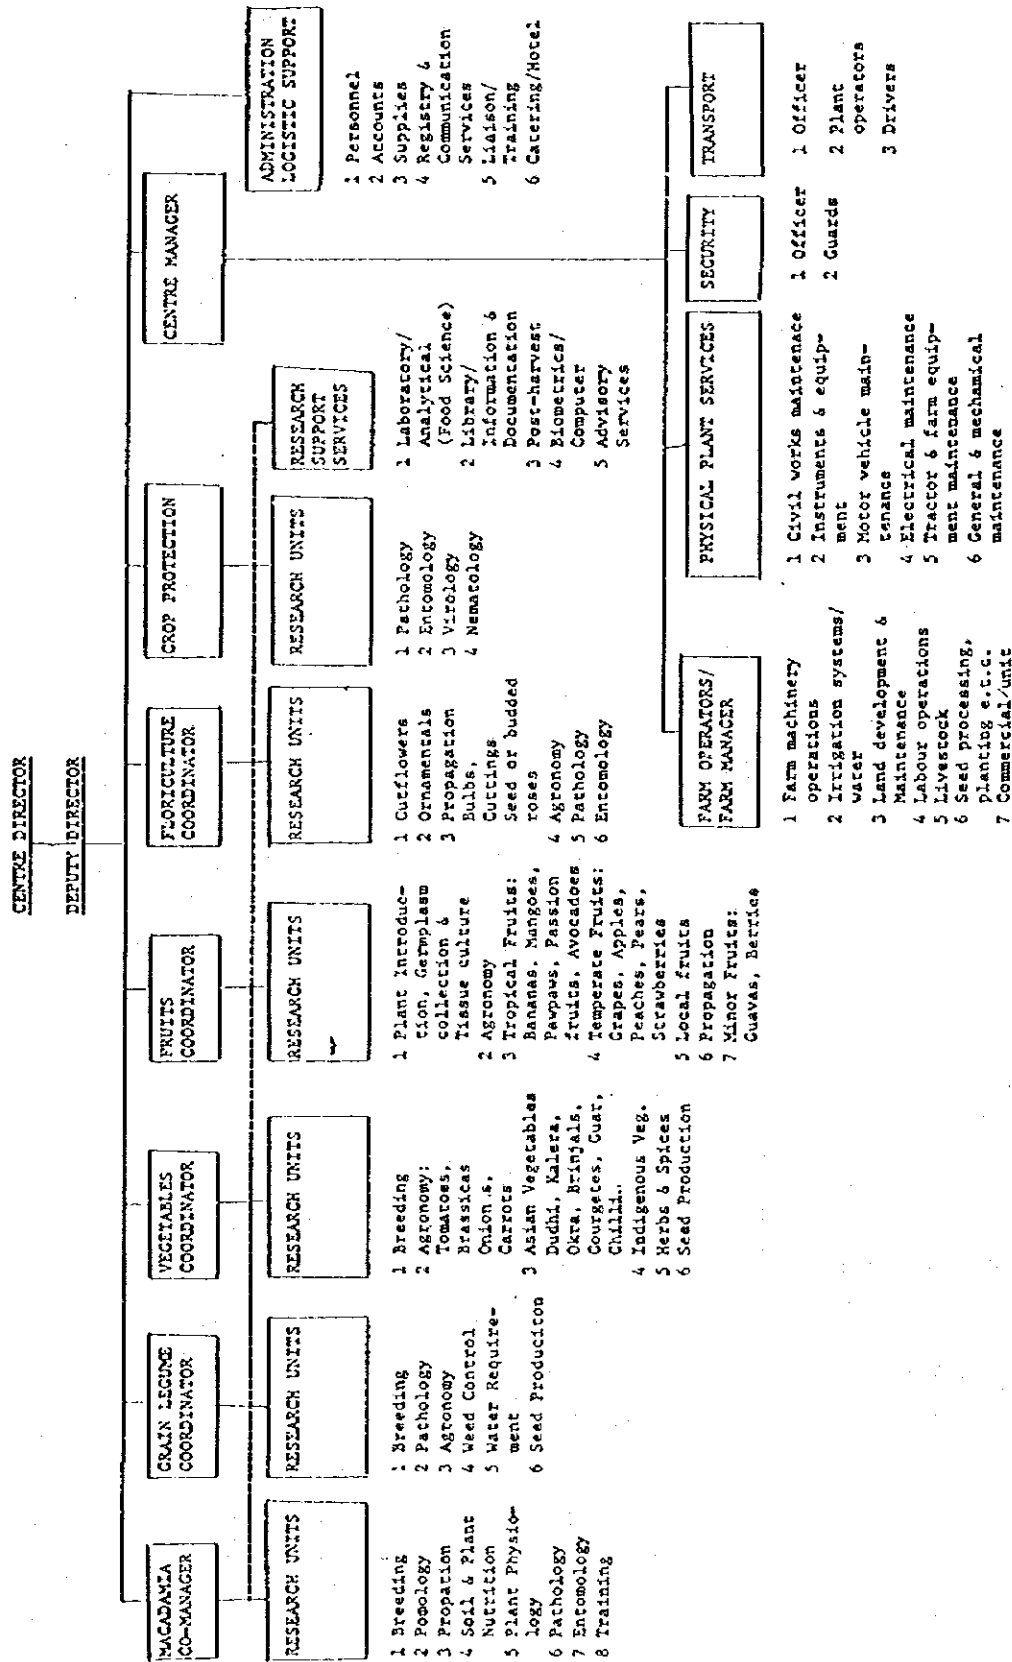 CENTRE DIRECTOR
DEPUTY DIRECTOR
MACADAMIA
CO-MANAGER
GRAIN LEGUME
COORDINATOR
VEGETABLES
COORDINATOR
FRUITS
COORDINATOR
FLORICULTURE
COORDINATOR
CROP PROTECTION
CENTRE MANAGER
ADMINISTRATION
LOGISTIC SUPPORT
1 Personnel
2 Accounts
3 Supplies
4 Registry &
Communication
Services
5 Liaison/
Training
6 Catering/Hotel
RESEARCH UNITS
1 Breeding
2 Pomology
3 Propation
4 Soil & Plant
Nutrition
5 Plant Physio-
logy
6 Pathology
7 Entomology
8 Training
RESEARCH UNITS
1 Breeding
2 Pathology
3 Agronomy
4 Weed Control
5 Water Require-
ment
6 Seed Produciton
RESEARCH UNITS
1 Breeding
2 Agronomy:
Tomatoes,
Brassicas
Onions,
Carrots
3 Asian Vegetables
Dudhi, Kalera,
Okra, Brinjals,
Courgetes, Guar,
Chilli.
4 Indigenous Veg.
5 Herbs & Spices
6 Seed Production
RESEARCH UNITS
1 Plant Introduc-
tion, Germplasm
collection &
Tissue culture
2 Agronomy
3 Tropical Fruits:
Bananas, Mangoes,
Pawpaws, Passion
fruits, Avocadoes
4 Temperate Fruits:
Grapes, Apples,
Peaches, Pears,
Strawberries
5 Local fruits
6 Propagation
7 Minor Fruits:
Guavas, Berries
RESEARCH UNITS
1 Cutflowers
2 Ornamentals
3 Propagation
Bulbs,
Cuttings
Seed or budded
roses
4 Agronomy
5 Pathology
6 Entomology
RESEARCH UNITS
1 Pathology
2 Entomology
3 Virology
4 Nematology
RESEARCH
SUPPORT
SERVICES
1 Laboratory/
Analytical
(Food Science)
2 Library/
Information &
Documentation
3 Post-harvest
4 Biometrics/
Computer
5 Advisory
Services
FARM OPERATORS/
FARM MANAGER
1 Farm machinery
operations
2 Irrigation systems/
water
3 Land development &
Maintenance
4 Labour operations
5 Livestock
6 Seed processing,
planting e.t.c.
7 Commercial/unit
PHYSICAL PLANT SERVICES
1 Civil works maintenace
2 Instruments & equip-
ment
3 Motor vehicle main-
tenance
4 Electrical maintenance
5 Tractor & farm equip-
ment maintenance
6 General & mechamical
maintenance
SECURITY
1 Officer
2 Guards
TRANSPORT
1 Officer
2 Plant
operators
3 Drivers